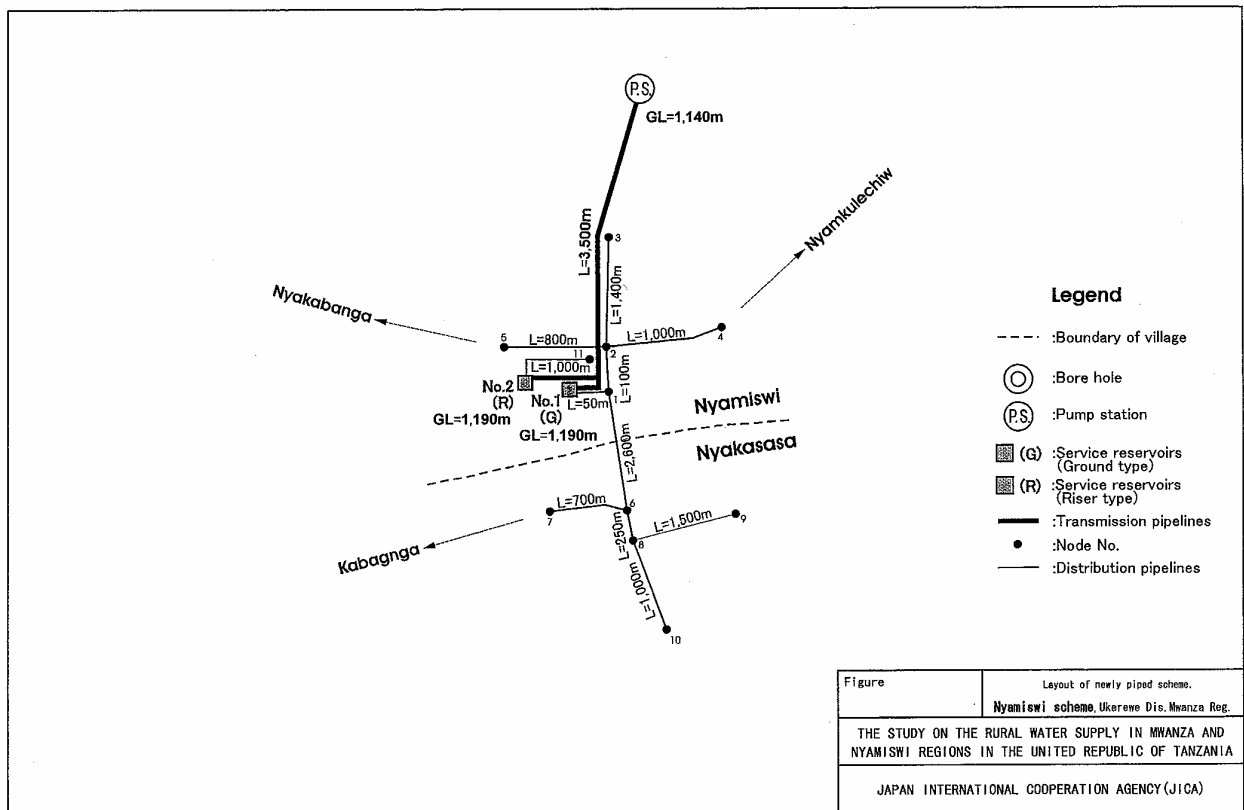 P.S.
GL=1,140m
Nyamkulechiw
L=3,500m
3
L=1,400m
Nyakabanga
5
L=800m
2
L=1,000m
4
11
L=1,000m
L=100m
No.2
(R)
GL=1,190m
No.1
(G)
GL=1,190m
L=50m
1
Nyamiswi
Nyakasasa
L=2,600m
L=700m
7
6
Kabagnga
L=250m
8
L=1,500m
9
L=1,000m
10
Legend
:Boundary of village
:Bore hole
P.S.
:Pump station
(G) :Service reservoirs
(Ground type)
(R) :Service reservoirs
(Riser type)
:Transmission pipelines
:Node No.
:Distribution pipelines
Figure
Layout of newly piped scheme.
Nyamiswi scheme, Ukerewe Dis. Mwanza Reg.
THE STUDY ON THE RURAL WATER SUPPLY IN MWANZA AND
NYAMISWI REGIONS IN THE UNITED REPUBLIC OF TANZANIA
JAPAN INTERNATIONAL COOPERATION AGENCY(JICA)